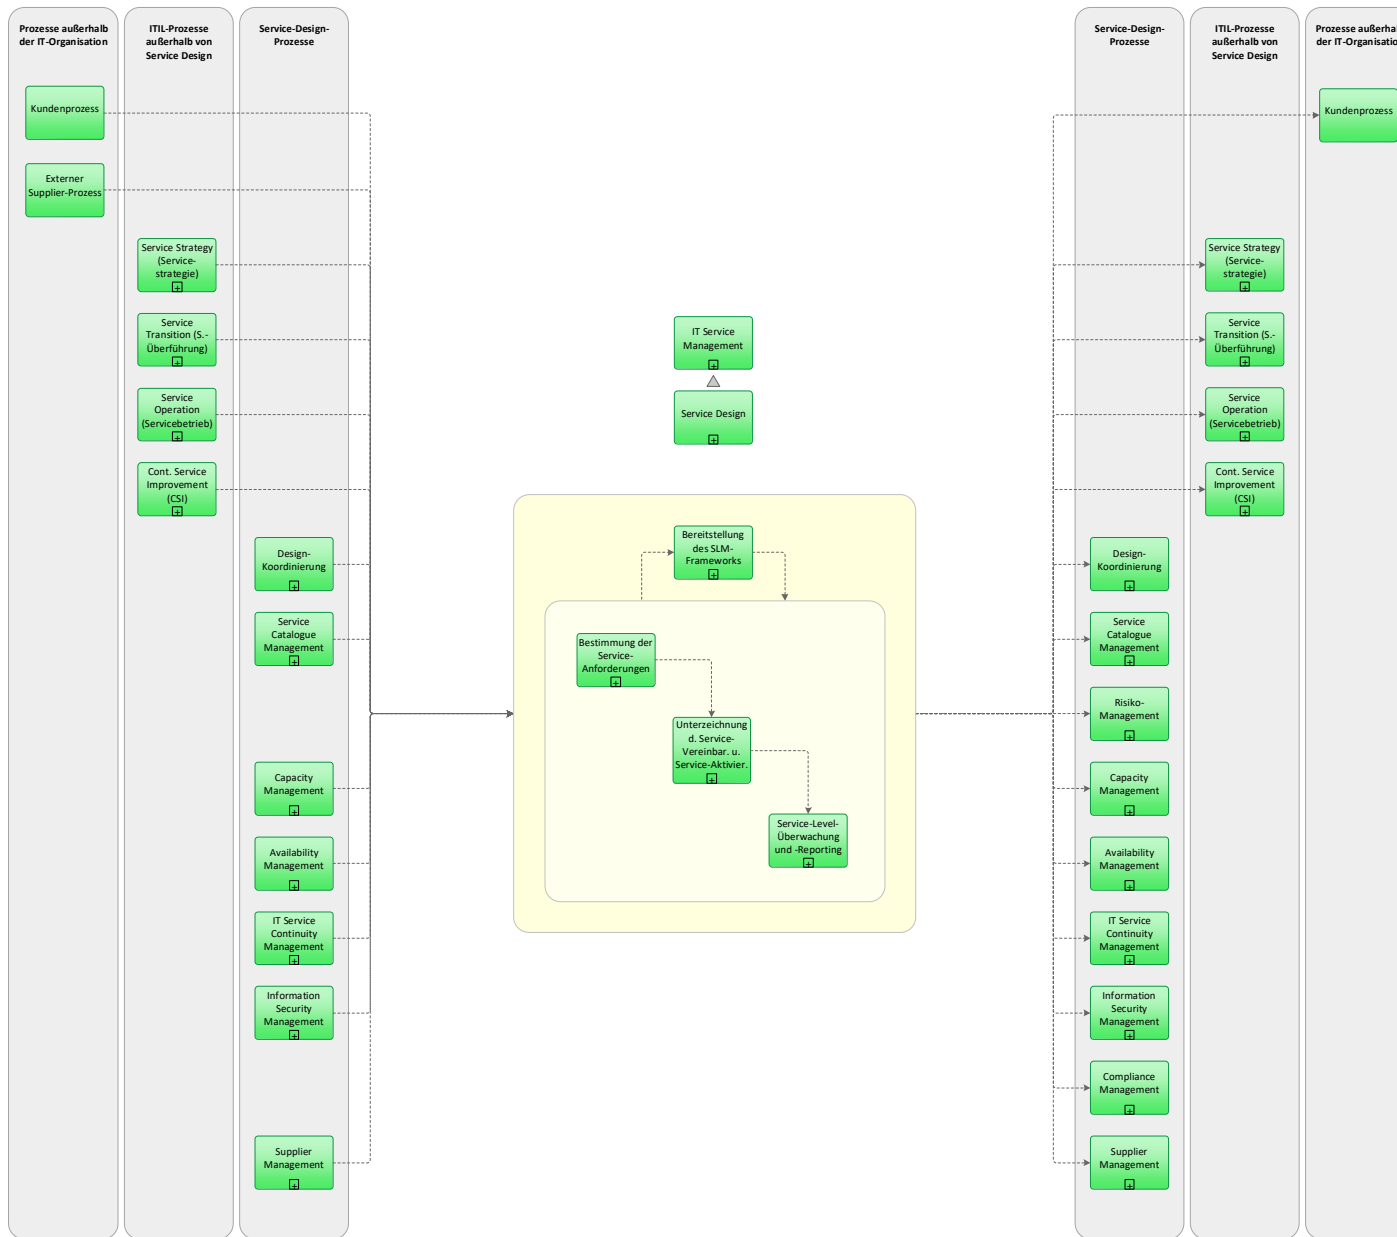 Prozesse außerhalb
der IT-Organisation
ITIL-Prozesse
außerhalb von
Service Design
Service-Design-
Prozesse
Service-Design-
Prozesse
ITIL-Prozesse
außerhalb von
Service Design
Prozesse außerhal
der IT-Organisatio
Kundenprozess
Externer
Supplier-Prozess
Service Strategy
(Service-
strategie)
Service
Transition (S.-
Überführung)
Service
Operation
(Servicebetrieb)
Cont. Service
Improvement
(CSI)
Design-
Koordinierung
Service
Catalogue
Management
Capacity
Management
Availability
Management
IT Service
Continuity
Management
Information
Security
Management
Supplier
Management
IT Service
Management
Service Design
Bereitstellung
des SLM-
Frameworks
Bestimmung der
Service-
Anforderungen
Unterzeichnung
d. Service-
Vereinbar. u.
Service-Aktivier.
Service-Level-
Überwachung
und -Reporting
Kundenprozess
Service Strategy
(Service-
strategie)
Service
Transition (S.-
Überführung)
Service
Operation
(Servicebetrieb)
Cont. Service
Improvement
(CSI)
Design-
Koordinierung
Service
Catalogue
Management
Risiko-
Management
Capacity
Management
Availability
Management
IT Service
Continuity
Management
Information
Security
Management
Compliance
Management
Supplier
Management